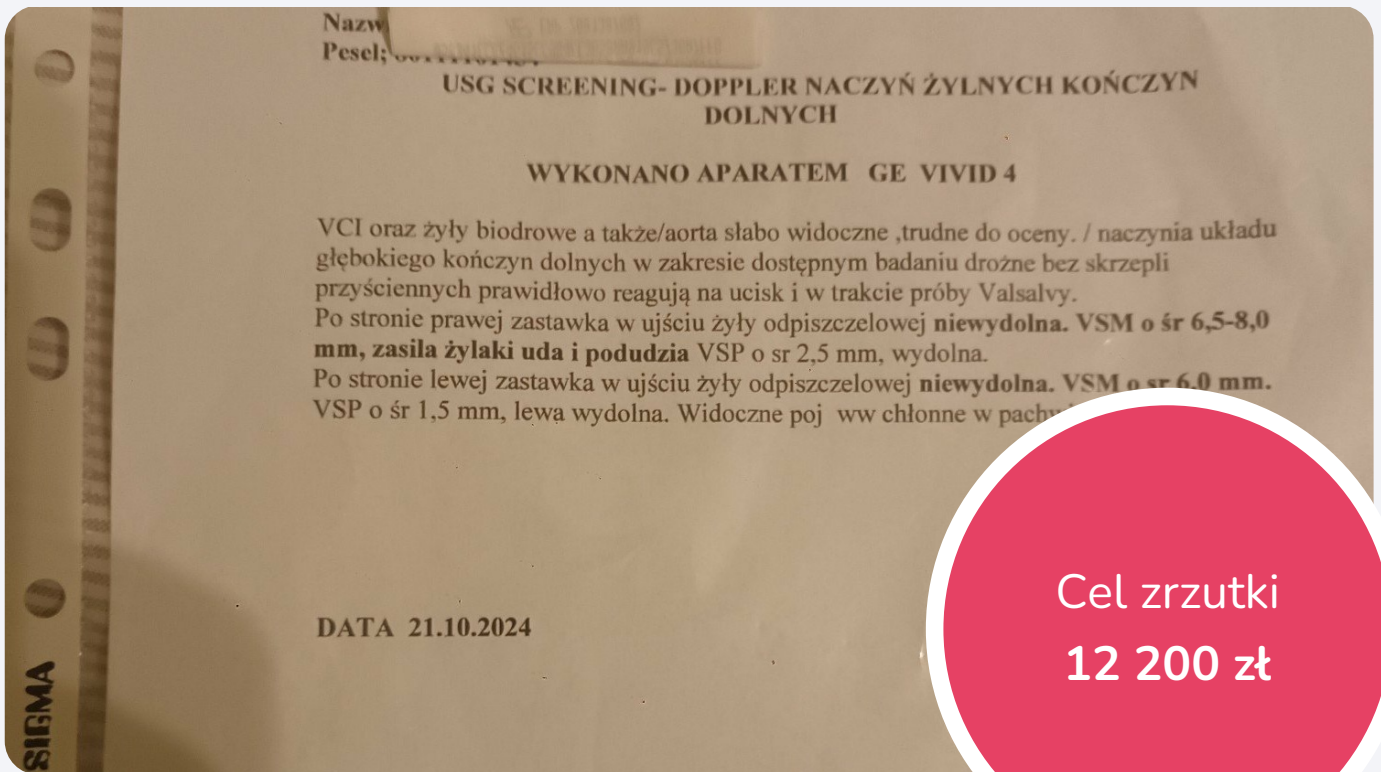 Nazw
Pesel;
USG SCREENING- DOPPLER NACZYŃ ŻYLNYCH KOŃCZYN
DOLNYCH
WYKONANO APARATEM GE VIVID 4
VCI oraz żyły biodrowe a także/aorta słabo widoczne ,trudne do oceny. / naczynia układu
głębokiego kończyn dolnych w zakresie dostępnym badaniu drożne bez skrzepli
przyściennych prawidłowo reagują na ucisk i w trakcie próby Valsalvy.
Po stronie prawej zastawka w ujściu żyły odpiszczelowej niewydolna. VSM o śr 6,5-8,0
mm, zasila żylaki uda i podudzia VSP o sr 2,5 mm, wydolna.
Po stronie lewej zastawka w ujściu żyły odpiszczelowej niewydolna. VSM o sr 6,0 mm.
VSP o śr 1,5 mm, lewa wydolna. Widoczne poj ww chłonne w pachw
DATA 21.10.2024
SIGMA
Cel zrzutki
12 200 zł